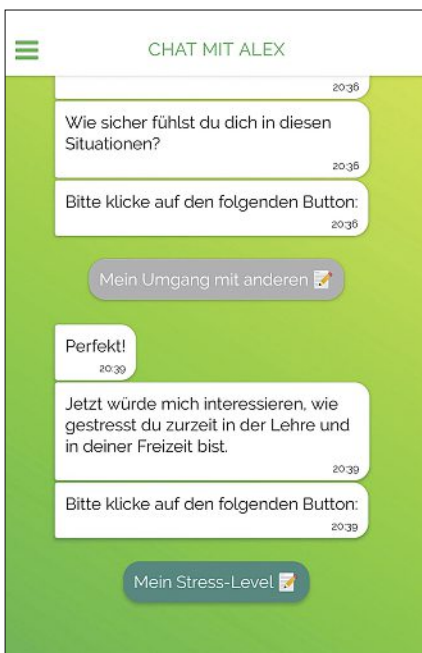 CHAT MIT ALEX
20:36
Wie sicher fühlst du dich in diesen
Situationen?
20:36
Bitte klicke auf den folgenden Button:
20:36
Mein Umgang mit anderen 📝
Perfekt!
20:39
Jetzt würde mich interessieren, wie
gestresst du zurzeit in der Lehre und
in deiner Freizeit bist.
20:39
Bitte klicke auf den folgenden Button:
20:39
Mein Stress-Level 📝